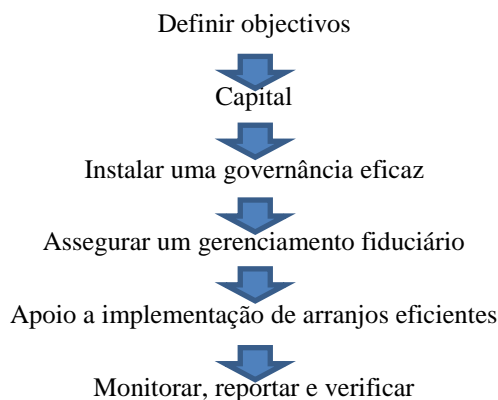 Definir objectivos
Capital
Instalar uma governância eficaz
Assegurar um gerenciamento fiduciário
Apoio a implementação de arranjos eficientes
Monitorar, reportar e verificar